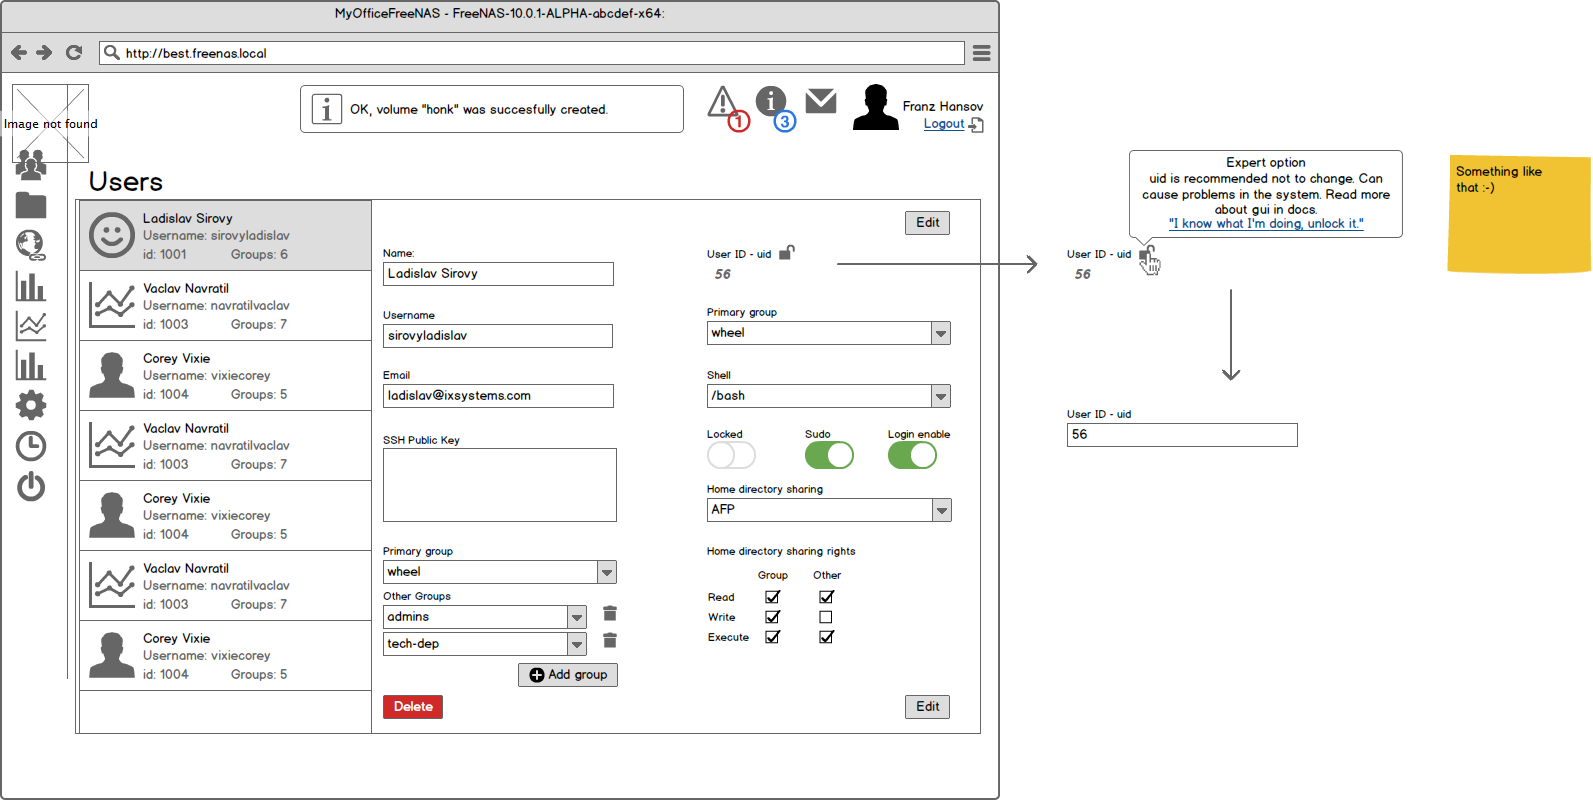 MyOfficeFreeNAS - FreeNAS-10.0.1-ALPHA-abcdef-x64:
http://best.freenas.local
Image not found
OK, volume "honk" was succesfully created.
1
3
Franz Hansov
Logout
Users
Ladislav Sirovy
Username: sirovyladislav
id: 1001 Groups: 6
Vaclav Navratil
Username: navratilvaclav
id: 1003 Groups: 7
Corey Vixie
Username: vixiecorey
id: 1004 Groups: 5
Vaclav Navratil
Username: navratilvaclav
id: 1003 Groups: 7
Corey Vixie
Username: vixiecorey
id: 1004 Groups: 5
Vaclav Navratil
Username: navratilvaclav
id: 1003 Groups: 7
Corey Vixie
Username: vixiecorey
id: 1004 Groups: 5
Edit
Name:
Ladislav Sirovy
Username
sirovyladislav
Email
ladislav@ixsystems.com
SSH Public Key
Primary group
wheel
Other Groups
admins
tech-dep
Add group
Delete
User ID - uid
56
Primary group
wheel
Shell
/bash
Locked Sudo Login enable
Home directory sharing
AFP
Home directory sharing rights
Group Other
Read
Write
Execute
Edit
Expert option
uid is recommended not to change. Can
cause problems in the system. Read more
about gui in docs.
"I know what I'm doing, unlock it."
User ID - uid
56
User ID - uid
56
Something like
that :-)